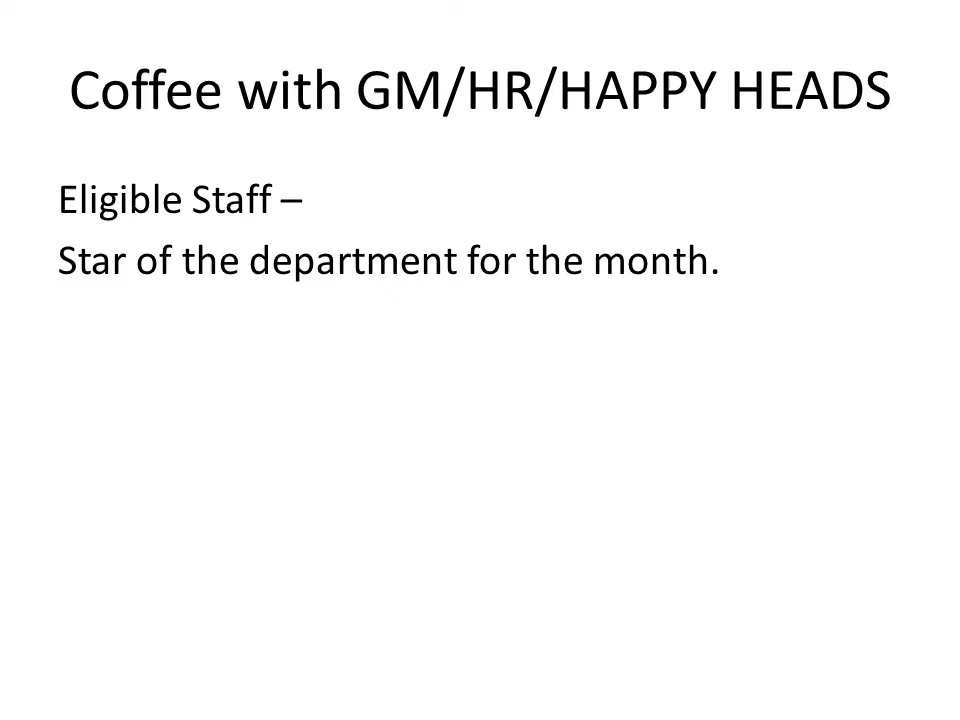 Coffee with GM/HR/HAPPY HEADS
Eligible Staff –
Star of the department for the month.